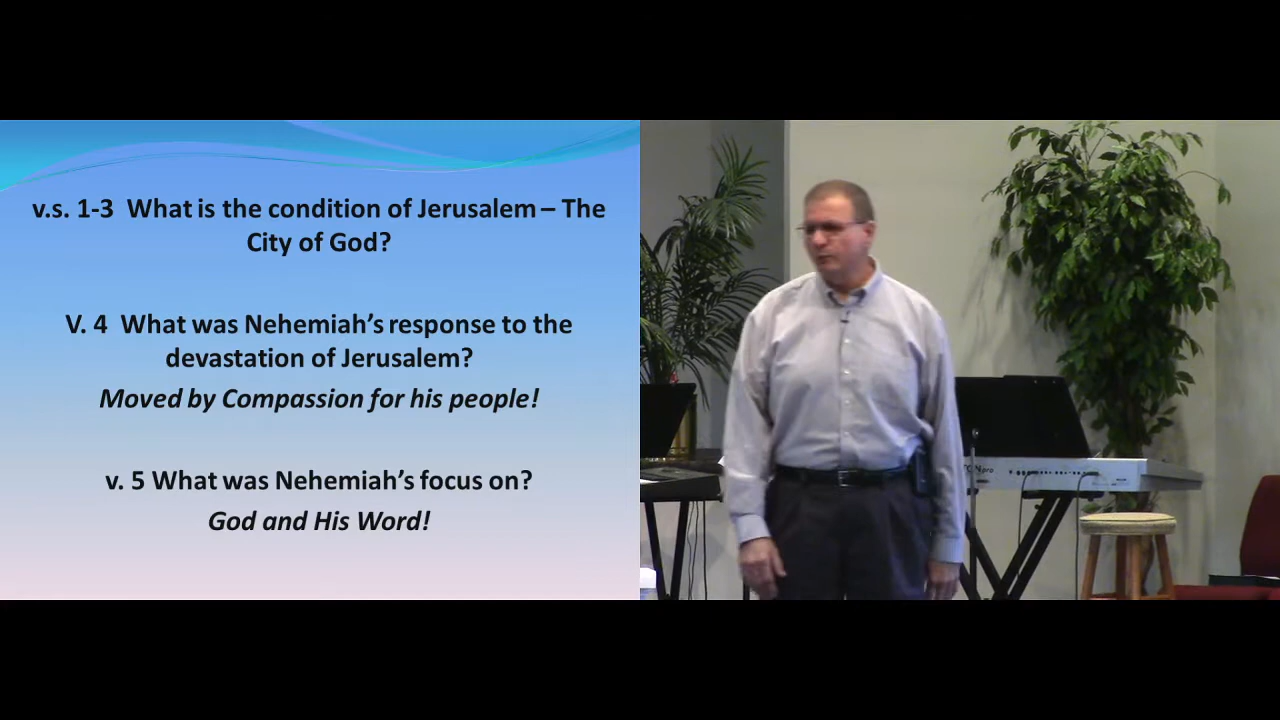 v.s. 1-3 What is the condition of Jerusalem – The
City of God?
V. 4 What was Nehemiah's response to the
devastation of Jerusalem?
Moved by Compassion for his people!
v. 5 What was Nehemiah's focus on?
God and His Word!
pro